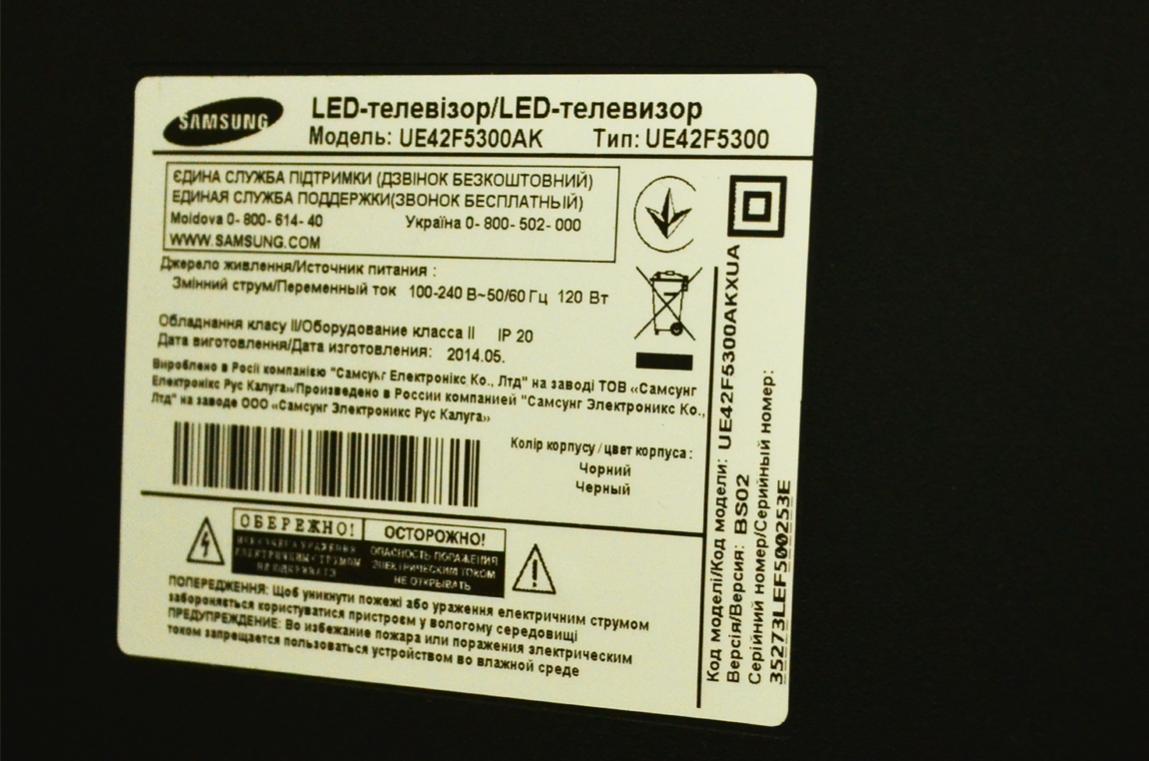 SAMSUNG
LED-телевізор/LED-телевизор
Модель: UE42F5300AK Тип: UE42F5300
ЄДИНА СЛУЖБА ПІДТРИМКИ (ДЗВІНОК БЕЗКОШТОВНИЙ)
ЕДИНАЯ СЛУЖБА ПОДДЕРЖКИ(ЗВОНОК БЕСПЛАТНЫЙ)
Moldova 0- 800- 614- 40 Україна 0- 800- 502- 000
WWW.SAMSUNG.COM
Джерело живлення/Источник питания :
Змінний струм/Переменный ток 100-240 В~50/60 Гц 120 Вт
Обладнання класу II/Оборудование класса II IP 20
Дата виготовлення/Дата изготовления: 2014.05.
Вироблено в Росії компанією "Самсунг Електронікс Ко., Лтд" на заводі ТОВ «Самсунг
Електронікс Рус Калуга»/Произведено в России компанией "Самсунг Электроникс Ко.,
Лтд" на заводе ООО «Самсунг Электроникс Рус Калуга»
Колір корпусу / цвет корпуса :
Чорний
Черный
ОБЕРЕЖНО! ОСТОРОЖНО!
ОПАСНОСТЬ ПОРАЖЕНИЯ
ЕЛЕКТРИЧНИМ СТРУМОМ ЭЛЕКТРИЧЕСКИМ ТОКОМ
НЕ ВІДКРИВАТИ НЕ ОТКРЫВАТЬ
ПОПЕРЕДЖЕННЯ: Щоб уникнути пожежі або ураження електричним струмом
забороняється користуватися пристроєм у вологому середовищі
ПРЕДУПРЕЖДЕНИЕ: Во избежание пожара или поражения электрическим
током запрещается пользоваться устройством во влажной среде
Код моделі/Код модели: UE42F5300AKXUA
Версія/Версия: BS02
Серійний номер/Серийный номер:
35273LEF500253E